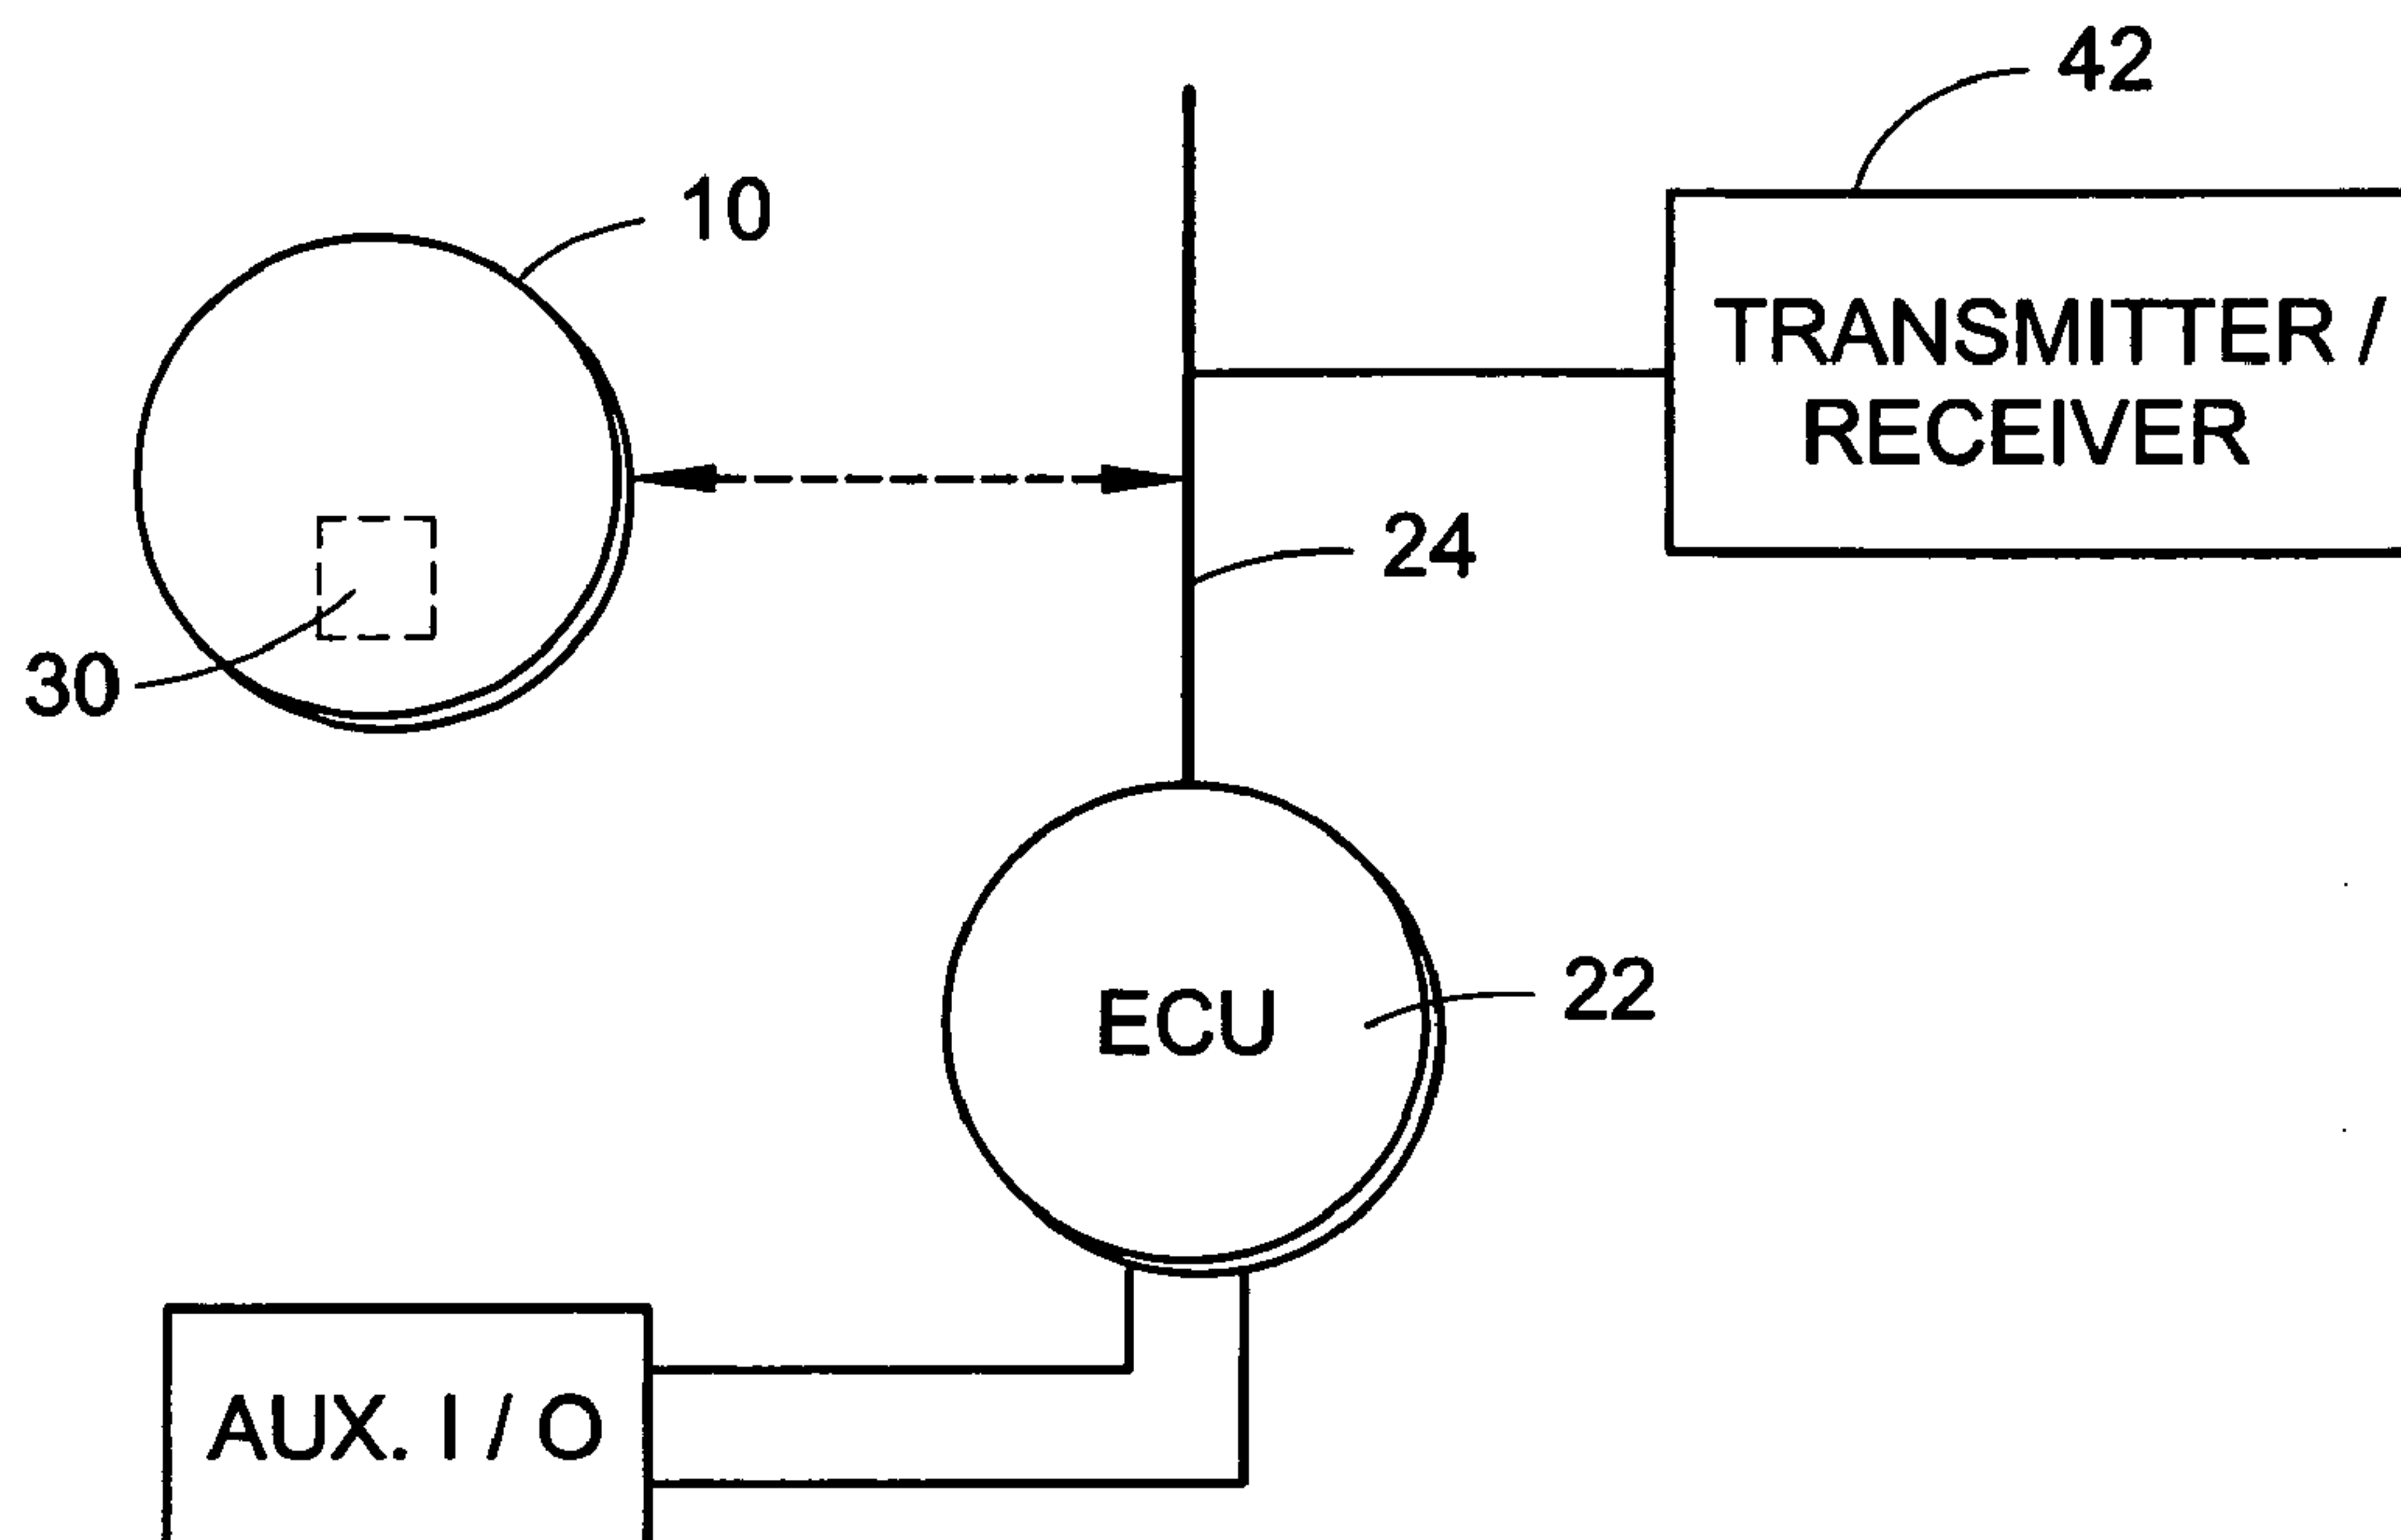 42
10
TRANSMITTER /
RECEIVER
24
30
22
ECU
AUX. I / O